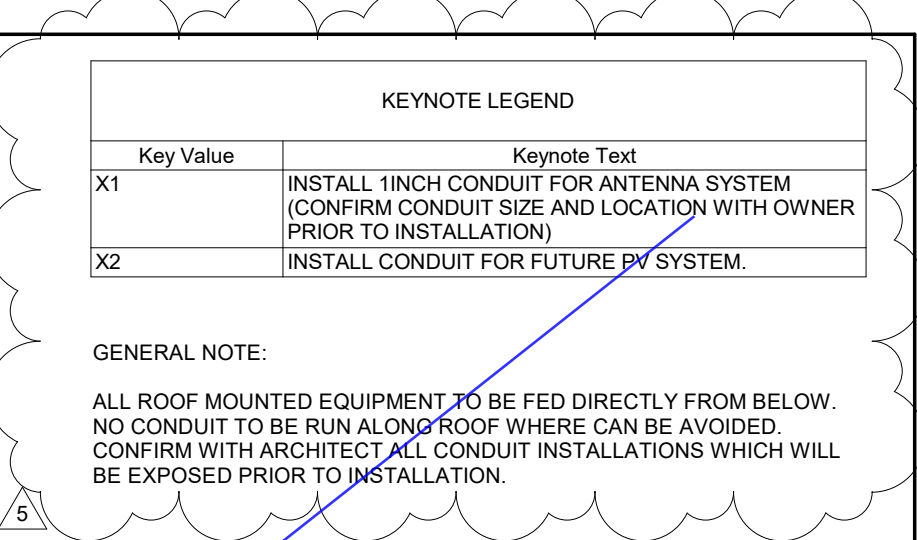 KEYNOTE LEGEND
Key Value Keynote Text
X1 INSTALL 1INCH CONDUIT FOR ANTENNA SYSTEM
(CONFIRM CONDUIT SIZE AND LOCATION WITH OWNER
PRIOR TO INSTALLATION)
X2 INSTALL CONDUIT FOR FUTURE PV SYSTEM.
GENERAL NOTE:
ALL ROOF MOUNTED EQUIPMENT TO BE FED DIRECTLY FROM BELOW.
NO CONDUIT TO BE RUN ALONG ROOF WHERE CAN BE AVOIDED.
CONFIRM WITH ARCHITECT ALL CONDUIT INSTALLATIONS WHICH WILL
BE EXPOSED PRIOR TO INSTALLATION.
5